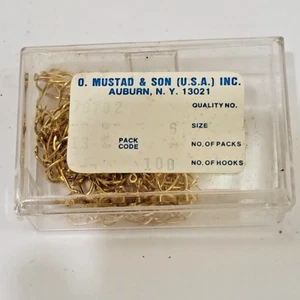 O. MUSTAD & SON (U.S.A.) INC.
AUBURN, N. Y. 13021
QUALITY NO.
SIZE
PACK CODE
NO. OF PACKS
100 NO. OF HOOKS